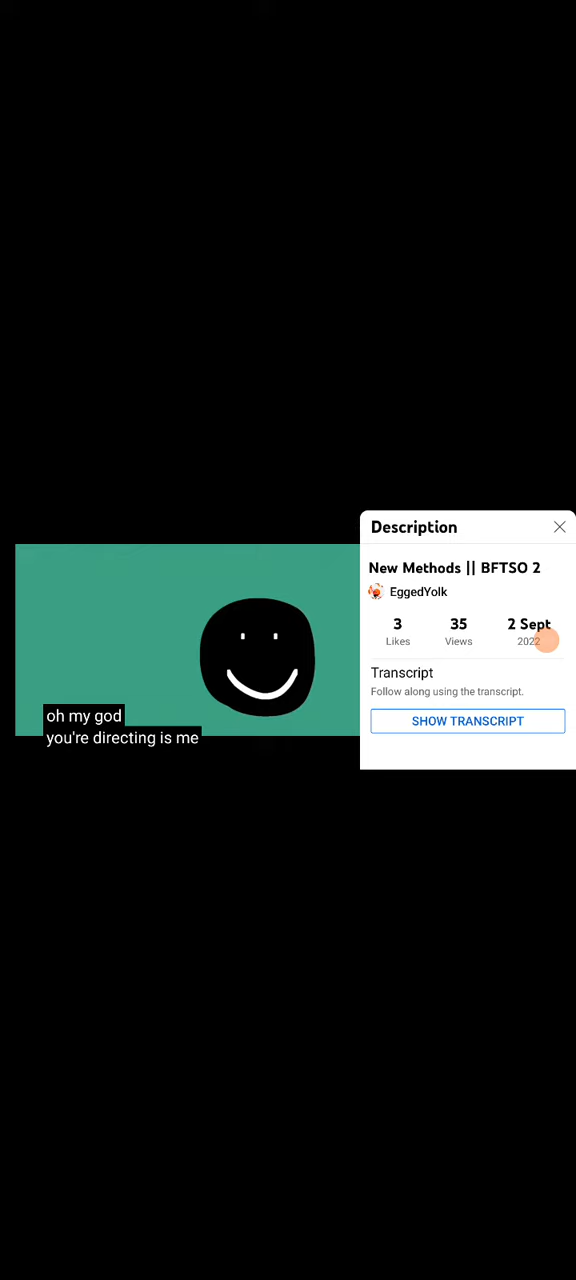 Description
New Methods || BFTSO 2
EggedYolk
3
35
2 Sept
Likes
Views
2022
Transcript
Follow along using the transcript.
SHOW TRANSCRIPT
oh my god
you're directing is me